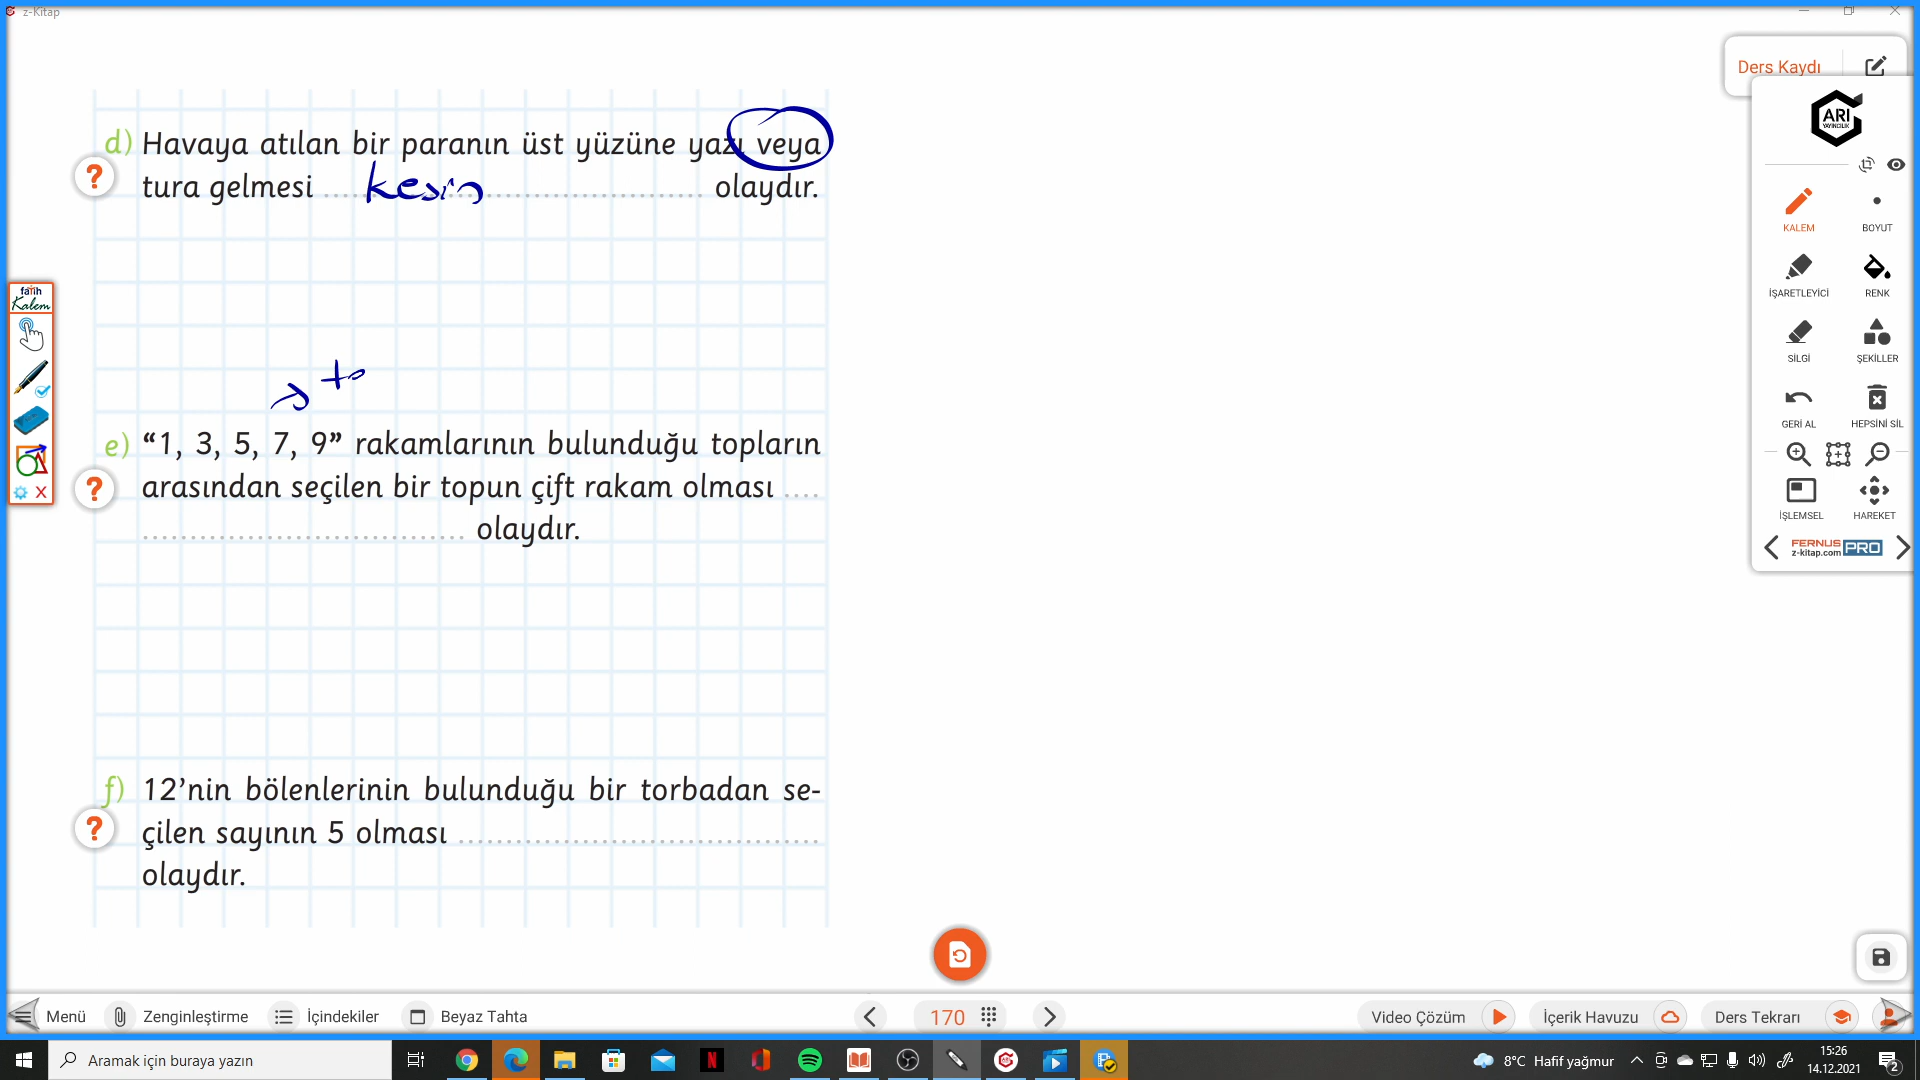 z-Kitap
Ders Kaydı
d) Havaya atılan bir paranın üst yüzüne yazı veya
tura gelmesi .... kesin .................... olaydır.
→ to
e) “1, 3, 5, 7, 9” rakamlarının bulunduğu topların
arasından seçilen bir topun çift rakam olması ....
.................................. olaydır.
f) 12’nin bölenlerinin bulunduğu bir torbadan se-
çilen sayının 5 olması ......................................
olaydır.
fatih
Kalem
ARI
YAYINCILIK
KALEM
BOYUT
İŞARETLEYİCİ
RENK
SİLGİ
ŞEKİLLER
GERİ AL
HEPSİNİ SİL
İŞLEMSEL
HAREKET
FERNUS
z-kitap.com PRO
Menü
Zenginleştirme
İçindekiler
Beyaz Tahta
170
Video Çözüm
İçerik Havuzu
Ders Tekrarı
Aramak için buraya yazın
8°C Hafif yağmur
15:26
14.12.2021
2